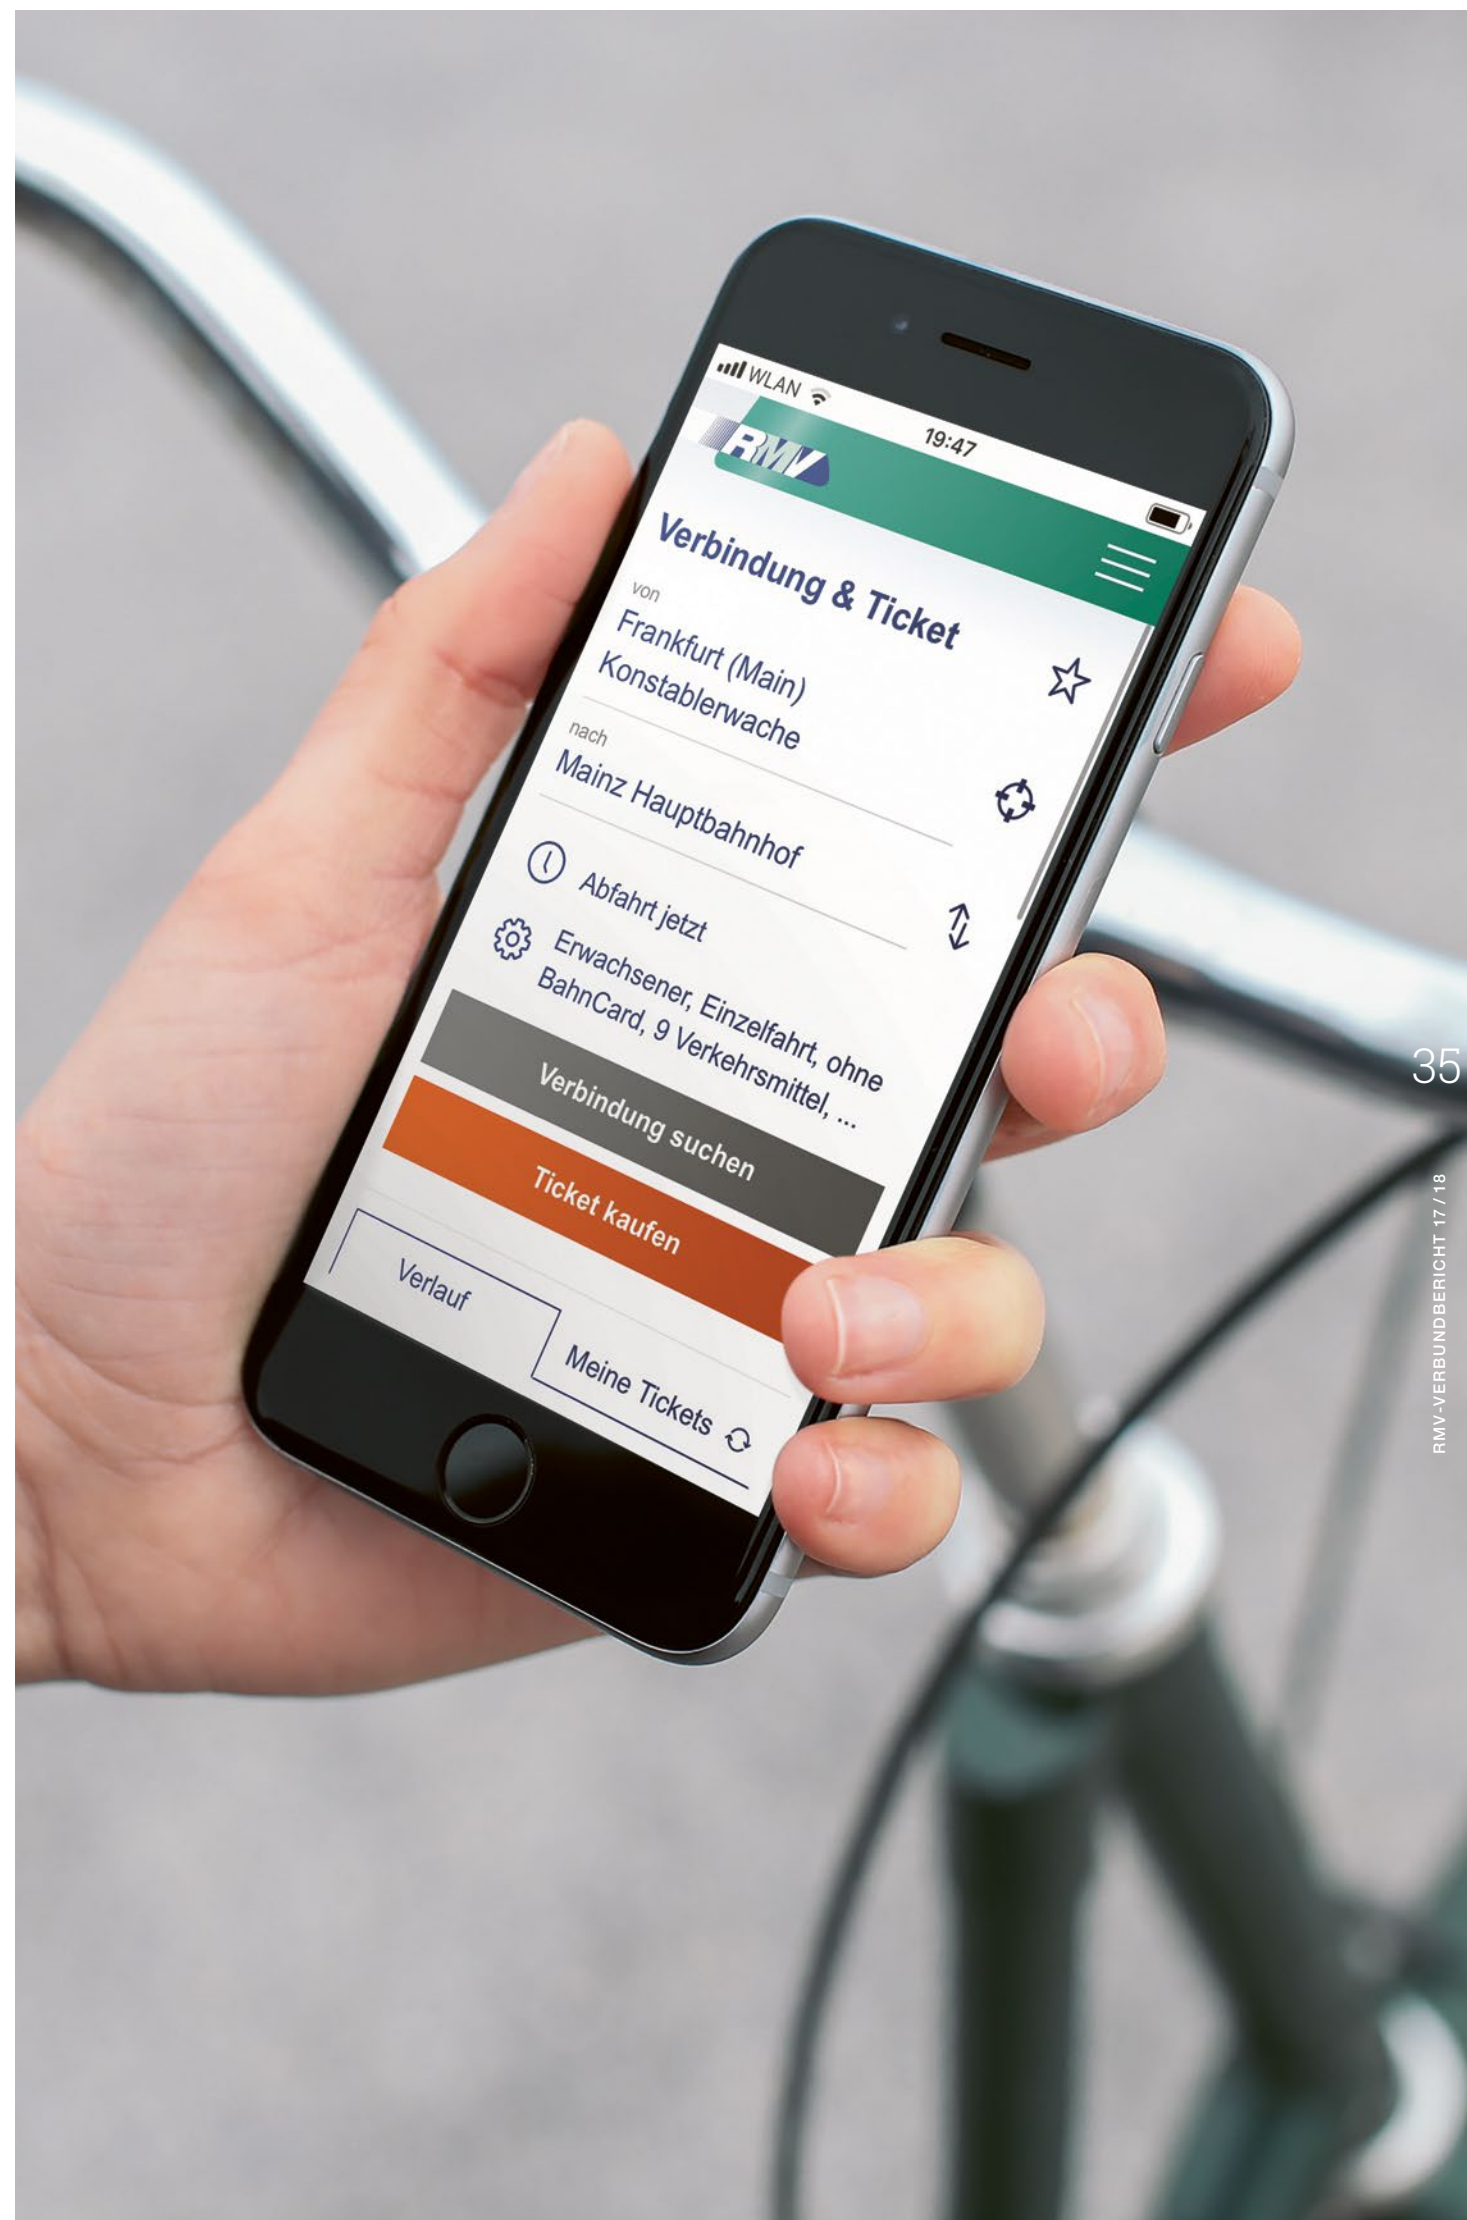 WLAN
19:47
RMV
Verbindung & Ticket
von
Frankfurt (Main)
Konstablerwache
nach
Mainz Hauptbahnhof
Abfahrt jetzt
Erwachsener, Einzelfahrt, ohne
BahnCard, 9 Verkehrsmittel, ...
Verbindung suchen
Ticket kaufen
Verlauf
Meine Tickets
35
RMV-VERBUNDBERICHT 17 / 18